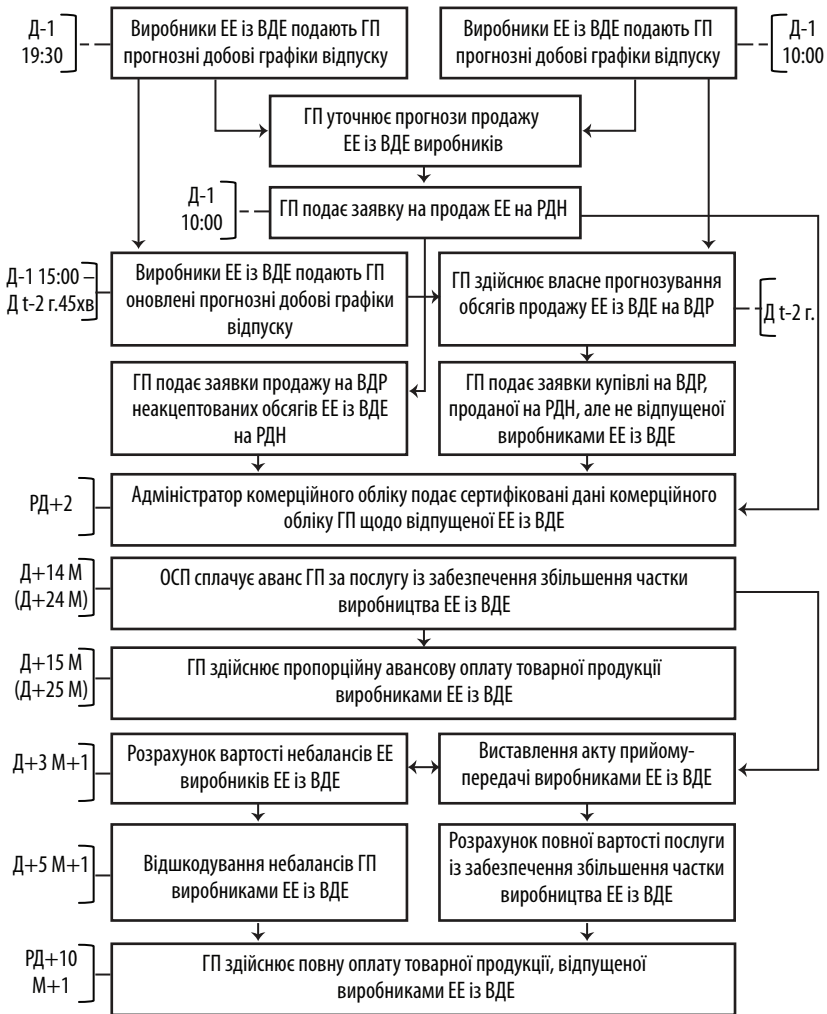 Д-1
19:30
Виробники ЕЕ із ВДЕ подають ГП
прогнозні добові графіки відпуску
Виробники ЕЕ із ВДЕ подають ГП
прогнозні добові графіки відпуску
Д-1
10:00
ГП уточнює прогнози продажу
ЕЕ із ВДЕ виробників
Д-1
10:00
ГП подає заявку на продаж ЕЕ на РДН
Д-1 15:00 –
Д t-2 г.45хв
Виробники ЕЕ із ВДЕ подають ГП
оновлені прогнозні добові графіки
відпуску
ГП здійснює власне прогнозування
обсягів продажу ЕЕ із ВДЕ на ВДР
Д t-2 г.
ГП подає заявки продажу на ВДР
неакцептованих обсягів ЕЕ із ВДЕ
на РДН
ГП подає заявки купівлі на ВДР,
проданої на РДН, але не відпущеної
виробниками ЕЕ із ВДЕ
РД+2
Адміністратор комерційного обліку подає сертифіковані дані комерційного
обліку ГП щодо відпущеної ЕЕ із ВДЕ
Д+14 М
(Д+24 М)
ОСП сплачує аванс ГП за послугу із забезпечення збільшення частки
виробництва ЕЕ із ВДЕ
Д+15 М
(Д+25 М)
ГП здійснює пропорційну авансову оплату товарної продукції
виробниками ЕЕ із ВДЕ
Д+3 М+1
Розрахунок вартості небалансів ЕЕ
виробників ЕЕ із ВДЕ
Виставлення акту прийому-
передачі виробниками ЕЕ із ВДЕ
Д+5 М+1
Відшкодування небалансів ГП
виробниками ЕЕ із ВДЕ
Розрахунок повної вартості послуги
із забезпечення збільшення частки
виробництва ЕЕ із ВДЕ
РД+10
М+1
ГП здійснює повну оплату товарної продукції, відпущеної
виробниками ЕЕ із ВДЕ